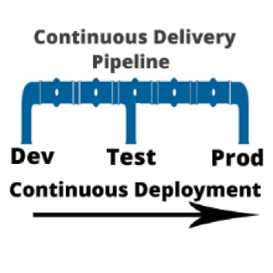 Continuous Delivery
Pipeline
Dev Test Prod
Continuous Deployment